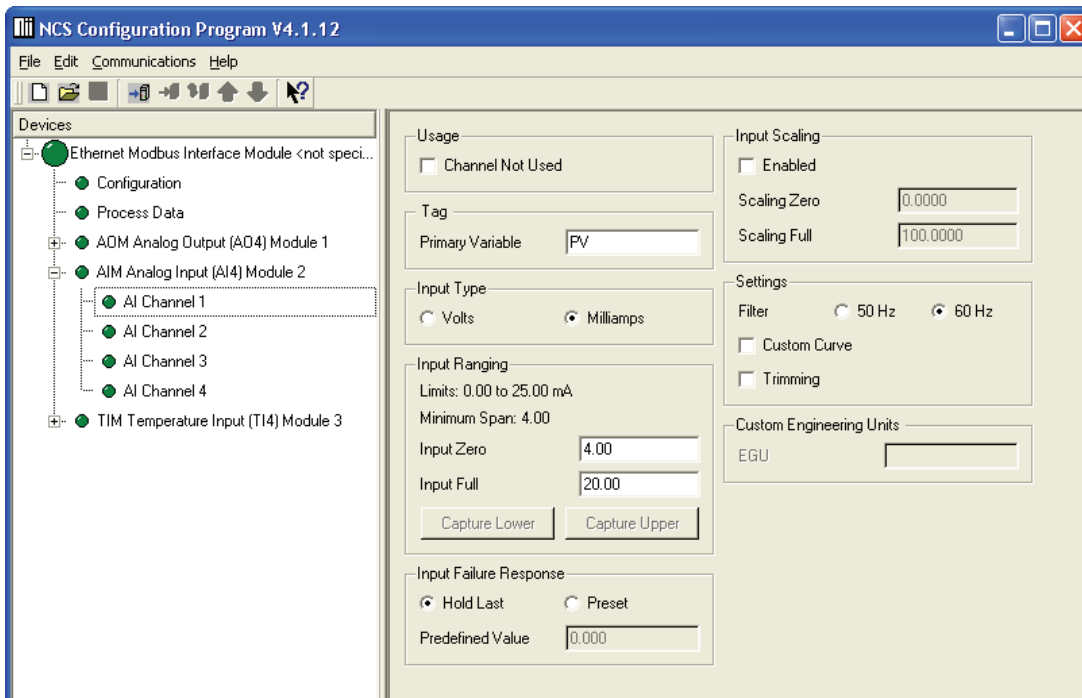 NCS Configuration Program V4.1.12
File Edit Communications Help
Devices
Ethernet Modbus Interface Module <not speci...
Configuration
Process Data
AOM Analog Output (AO4) Module 1
AIM Analog Input (AI4) Module 2
AI Channel 1
AI Channel 2
AI Channel 3
AI Channel 4
TIM Temperature Input (TI4) Module 3
Usage
Channel Not Used
Tag
Primary Variable PV
Input Type
Volts Milliamps
Input Ranging
Limits: 0.00 to 25.00 mA
Minimum Span: 4.00
Input Zero 4.00
Input Full 20.00
Capture Lower Capture Upper
Input Failure Response
Hold Last Preset
Predefined Value 0.000
Input Scaling
Enabled
Scaling Zero 0.0000
Scaling Full 100.0000
Settings
Filter 50 Hz 60 Hz
Custom Curve
Trimming
Custom Engineering Units
EGU